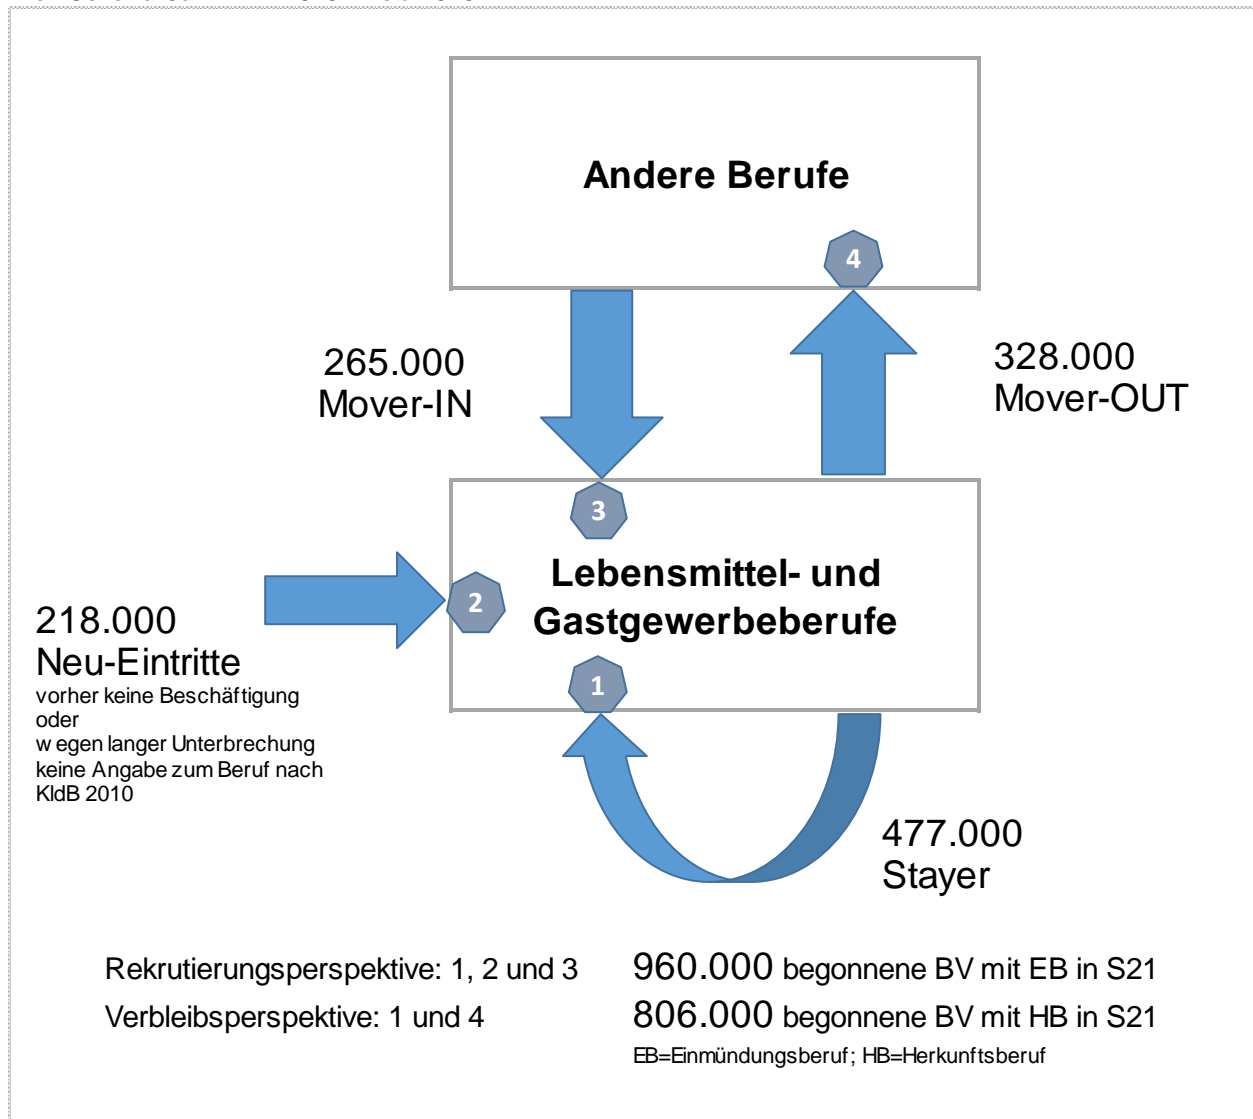 Andere Berufe
4
265.000
Mover-IN
328.000
Mover-OUT
3
Lebensmittel- und
Gastgewerbeberufe
2
218.000
Neu-Eintritte
vorher keine Beschäftigung
oder
wegen langer Unterbrechung
keine Angabe zum Beruf nach
KldB 2010
1
477.000
Stayer
Rekrutierungsperspektive: 1, 2 und 3 960.000 begonnene BV mit EB in S21
Verbleibsperspektive: 1 und 4 806.000 begonnene BV mit HB in S21
EB=Einmündungsberuf; HB=Herkunftsberuf